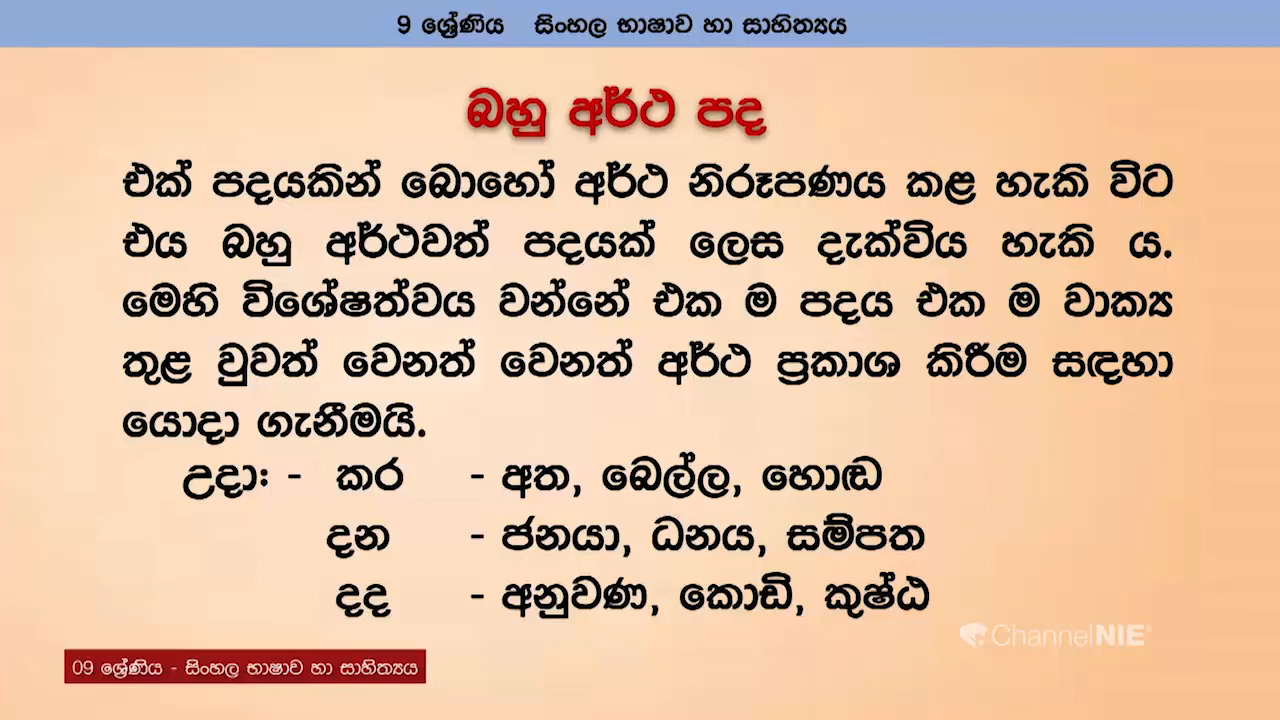 9 ශ්‍රේණිය සිංහල භාෂාව හා සාහිත්‍යය
බහු අර්ථ පද
එක් පදයකින් බොහෝ අර්ථ නිරූපණය කළ හැකි විට
එය බහු අර්ථවත් පදයක් ලෙස දැක්විය හැකි ය.
මෙහි විශේෂත්වය වන්නේ එක ම පදය එක ම වාක්‍ය
තුළ වුවත් වෙනත් වෙනත් අර්ථ ප්‍රකාශ කිරීම සඳහා
යොදා ගැනීමයි.
උදා: - කර - අත, බෙල්ල, හොඬ
දන - ජනයා, ධනය, සම්පත
දද - අනුවණ, කොඩි, කුෂ්ඨ
ChannelNIE
09 ශ්‍රේණිය - සිංහල භාෂාව හා සාහිත්‍යය